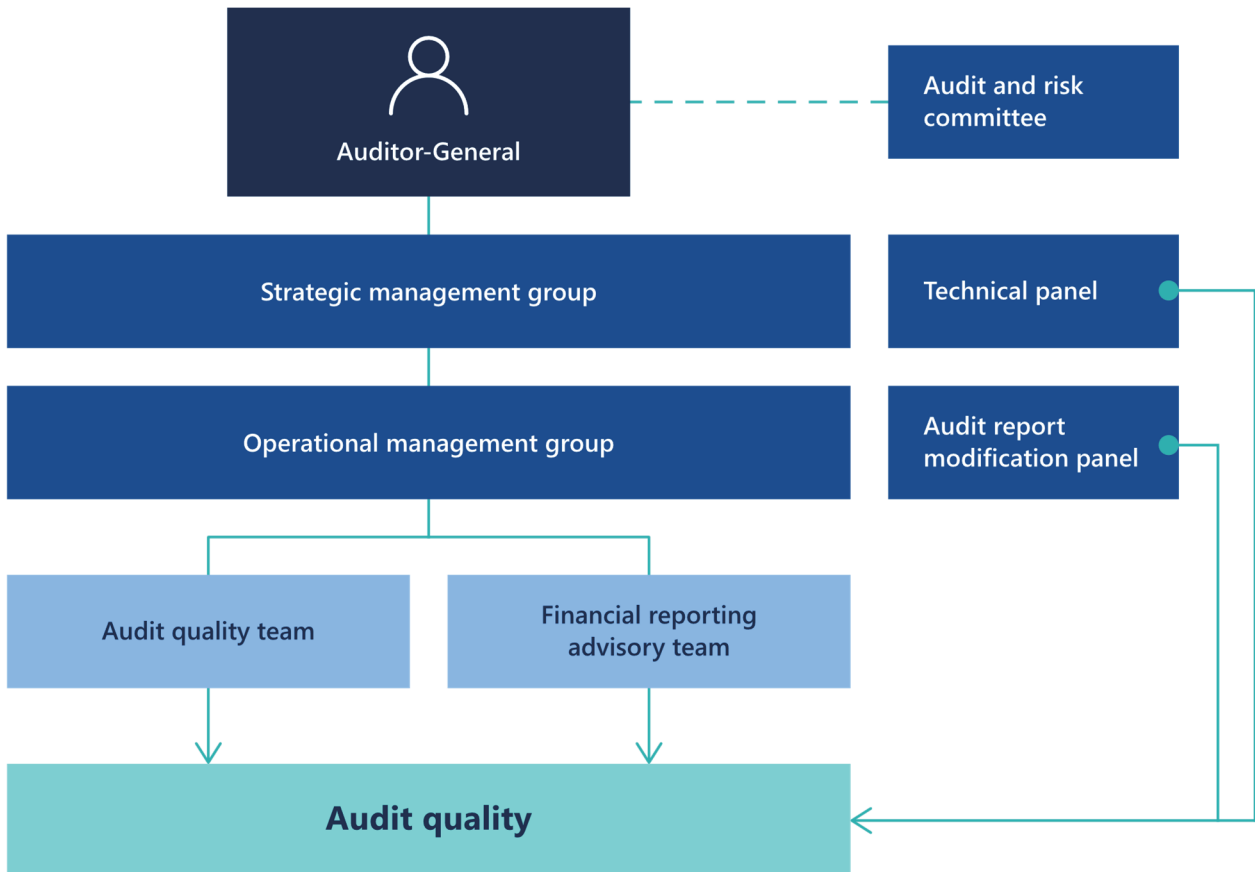 Auditor-General
Audit and risk
committee
Strategic management group
Technical panel
Operational management group
Audit report
modification panel
Audit quality team
Financial reporting
advisory team
Audit quality